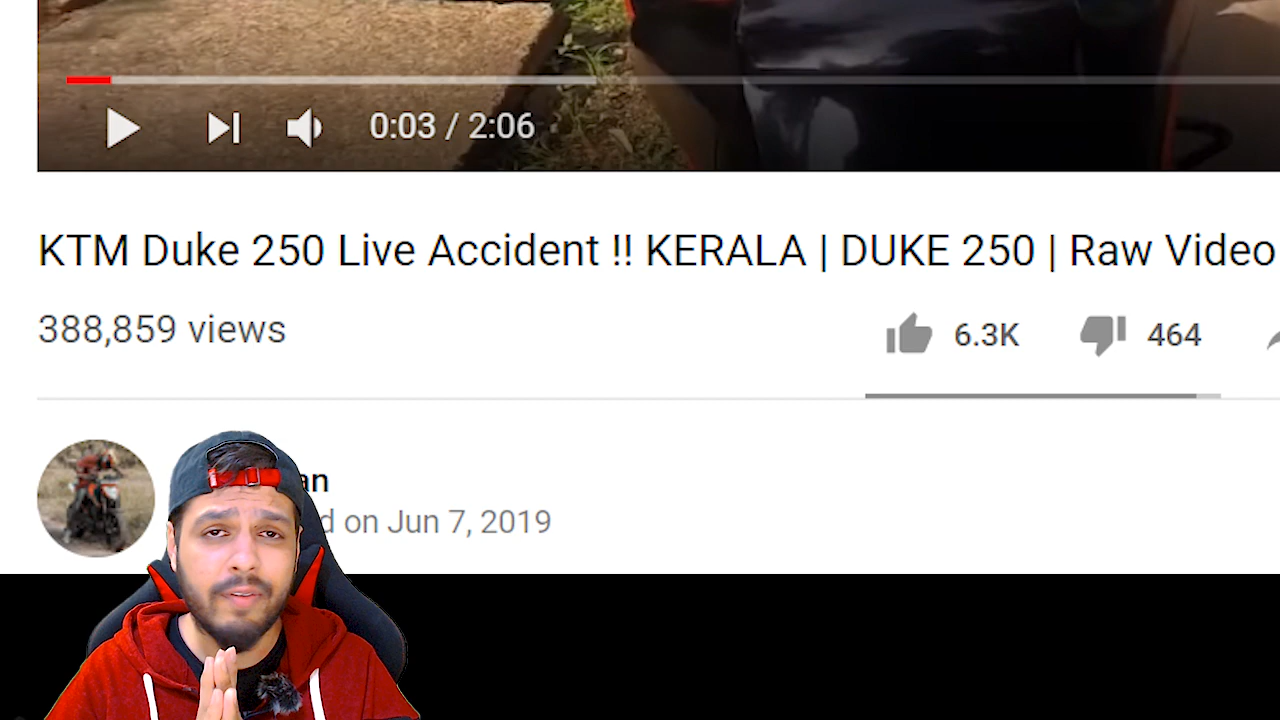 0:03 / 2:06
KTM Duke 250 Live Accident !! KERALA | DUKE 250 | Raw Video
388,859 views
6.3K
464
on Jun 7, 2019